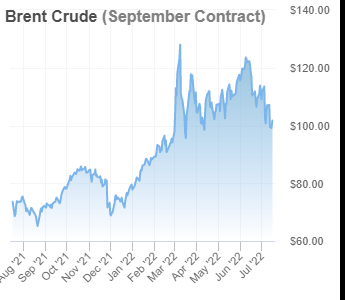 Brent Crude (September Contract)
$140.00
$120.00
$100.00
$80.00
$60.00
Aug '21
Sep '21
Oct '21
Nov '21
Dec '21
Jan '22
Feb '22
Mar '22
Apr '22
May '22
Jun '22
Jul '22